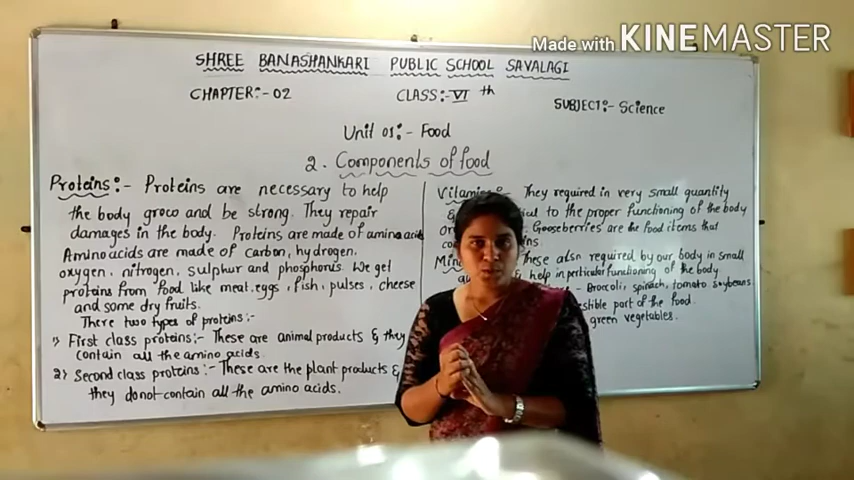 Made with KINEMASTER
SHREE BANASHANKARI PUBLIC SCHOOL SAVALAGI
CHAPTER:- 02 CLASS:- VI th SUBJECT:- Science
Unit 01:- Food
2. Components of food
Proteins:- Proteins are necessary to help
the body grow and be strong. They repair
damages in the body. Proteins are made of amino acids
Amino acids are made of carbon, hydrogen.
oxygen, nitrogen, sulphur and phosphorus. We get
proteins from food like meat, eggs, fish, pulses, cheese
and some dry fruits.
There two types of proteins:-
1) First class proteins:- These are animal products & they
contain all the amino acids.
2) Second class proteins:- These are the plant products &
they donot contain all the amino acids.
Vitamins:- They required in very small quantity
to the proper functioning of the body
Gooseberries are the food items that
These also required by our body in small
& help in particular functioning of the body
Broccoli, spinach, tomato soybeans
part of the food.
green vegetables.